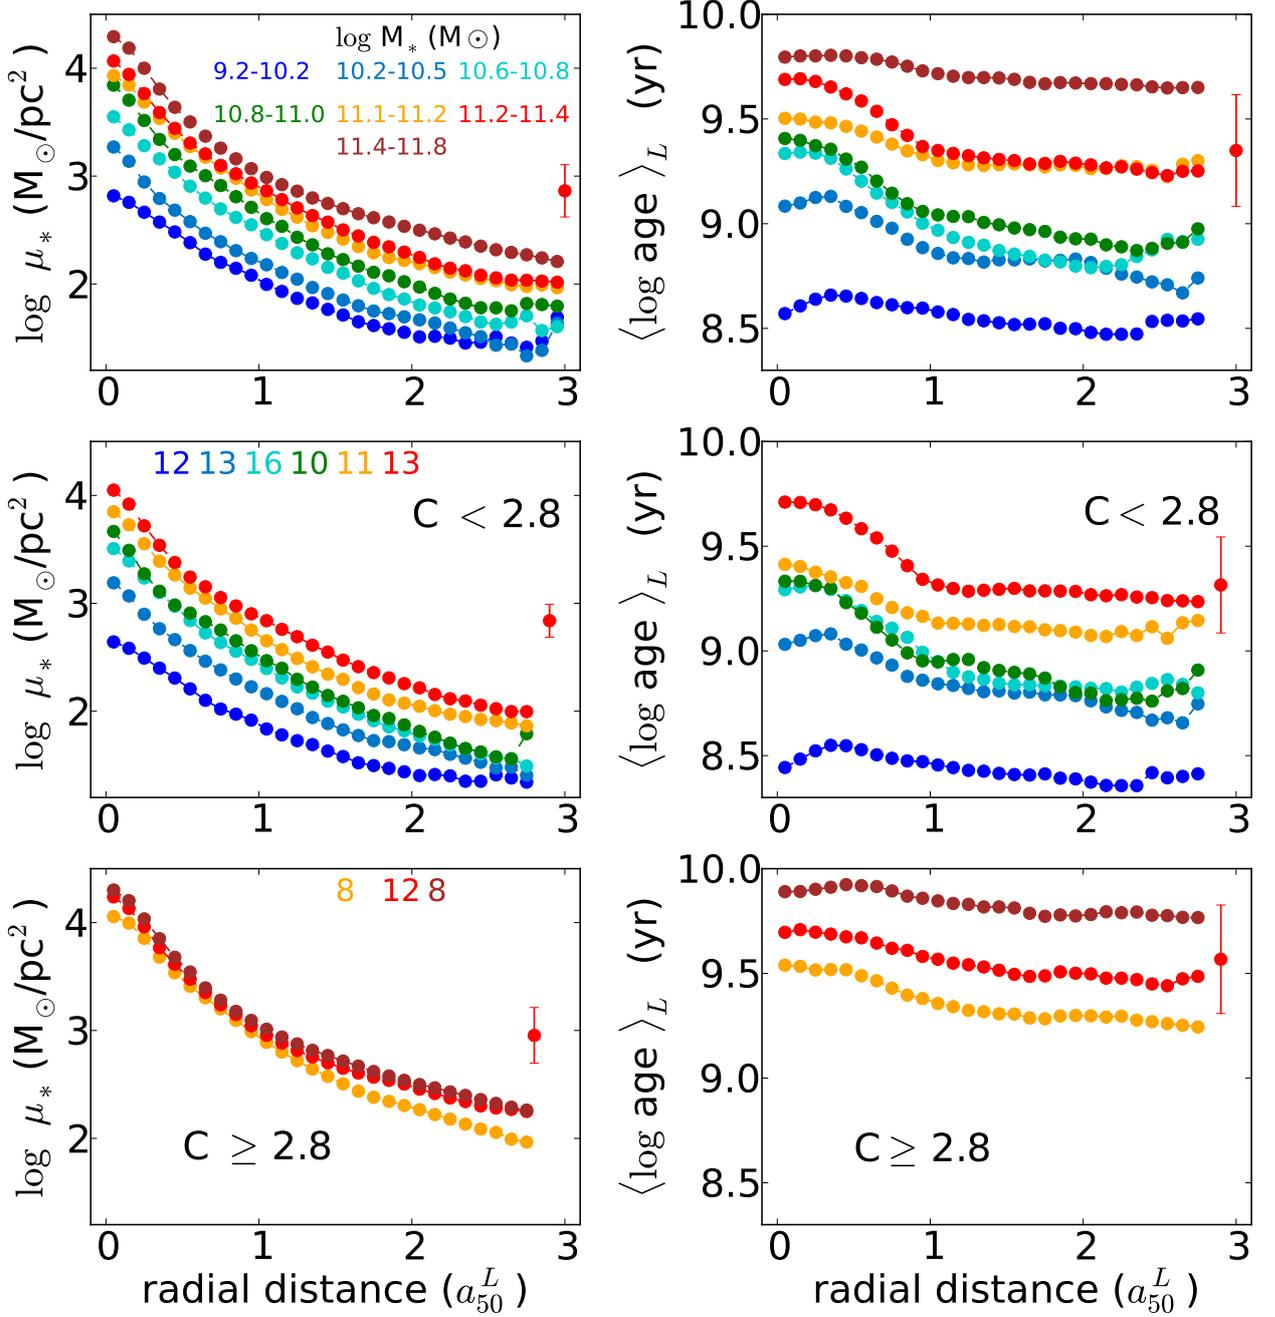 log M* (M⊙)
9.2-10.2 10.2-10.5 10.6-10.8
10.8-11.0 11.1-11.2 11.2-11.4
11.4-11.8
4
3
2
log μ* (M⊙/pc²)
0 1 2 3
10.0
9.5
9.0
8.5
⟨log age⟩L (yr)
0 1 2 3
12 13 16 10 11 13
C < 2.8
4
3
2
log μ* (M⊙/pc²)
0 1 2 3
C < 2.8
10.0
9.5
9.0
8.5
⟨log age⟩L (yr)
0 1 2 3
8 12 8
C ≥ 2.8
4
3
2
log μ* (M⊙/pc²)
0 1 2 3
radial distance (a^L_50)
C ≥ 2.8
10.0
9.5
9.0
8.5
⟨log age⟩L (yr)
0 1 2 3
radial distance (a^L_50)